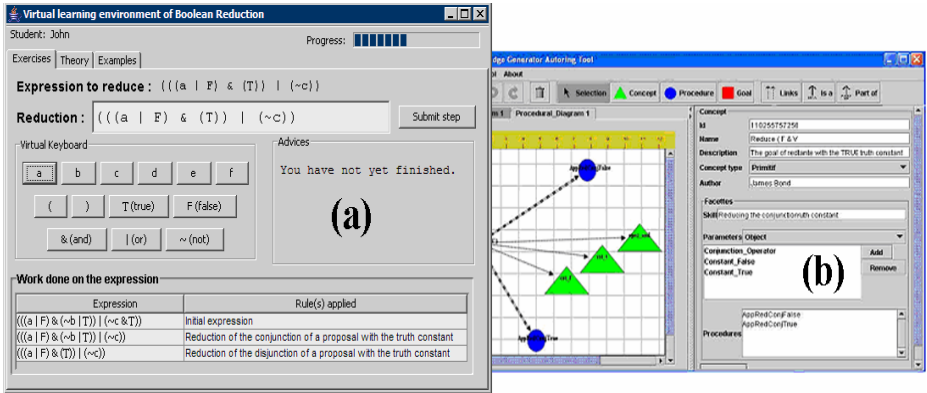 Virtual learning environment of Boolean Reduction
Student: John
Progress:
Exercises Theory Examples
Expression to reduce : (((a | F) & (T)) | (~c))
Reduction : (((a | F) & (T)) | (~c))
Submit step
Virtual Keyboard
a b c d e f
( ) T (true) F (false)
& (and) | (or) ~ (not)
Advices
You have not yet finished.
(a)
Work done on the expression
Expression Rule(s) applied
(((a | F) & (~b | T)) | (~c & T)) Initial expression
(((a | F) & (~b | T)) | (~c)) Reduction of the conjunction of a proposal with the truth constant
(((a | F) & (T)) | (~c)) Reduction of the disjunction of a proposal with the truth constant
dge Generator Autoring Tool
About
Selection Concept Procedure Goal Links Is a Part of
m 1 Procedural_Diagram 1
AppRedConjFalse
Concept
Id 110255757256
Name
Description The goal of redtante with the TRUE truth constant
Concept type Primitif
Author James Bond
Facettes
Skill Reducing the conjunctionruth constant
Parameters Object
Conjunction_Operator
Constant_False
Constant_True
Add
Remove
(b)
Procedures
AppRedConjFalse
AppRedConjTrue